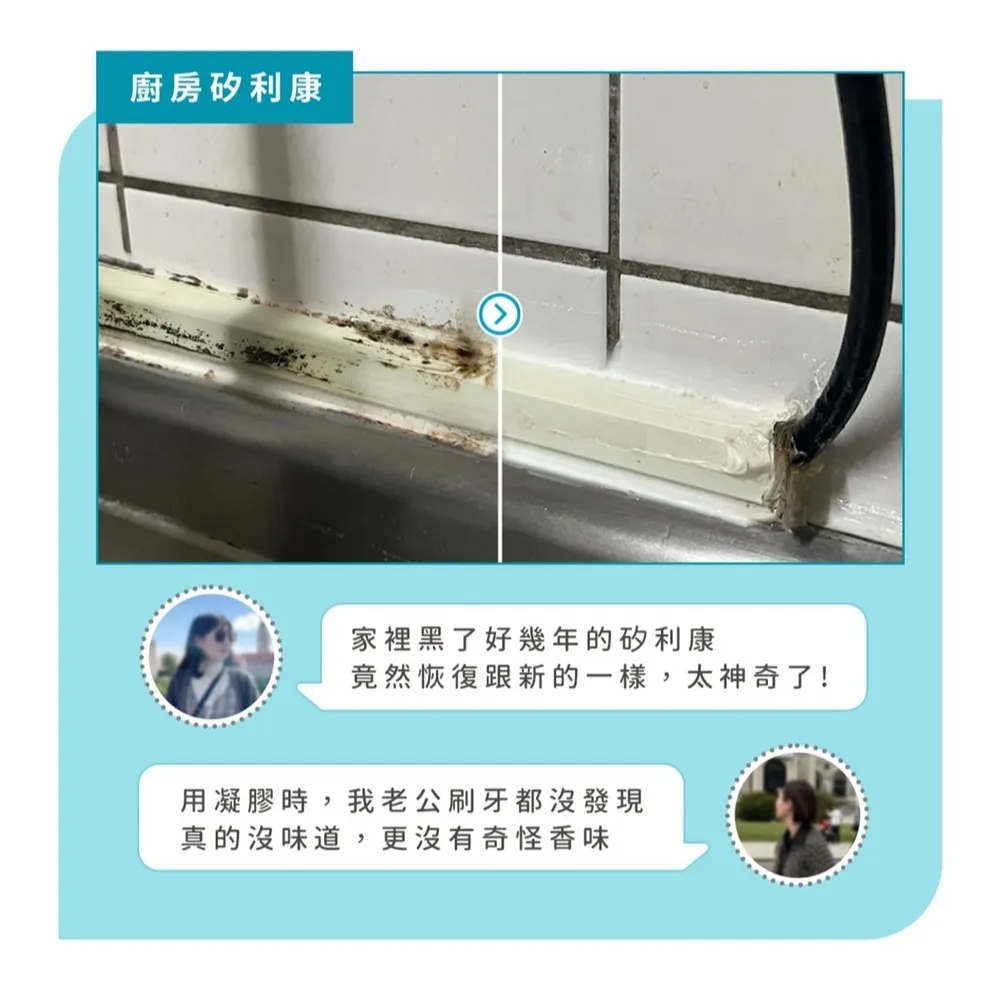 廚房矽利康
家裡黑了好幾年的矽利康
竟然恢復跟新的一樣，太神奇了!
用凝膠時，我老公刷牙都沒發現
真的沒味道，更沒有奇怪香味